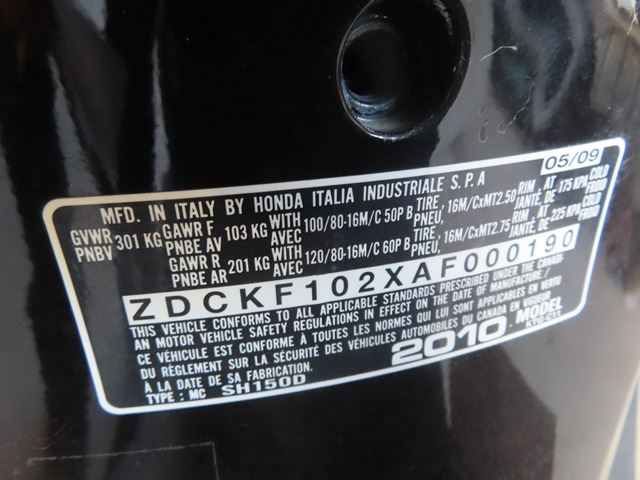 05/09
MFD. IN ITALY BY HONDA ITALIA INDUSTRIALE S.P.A
GVWR PNBV 301 KG GAWR F PNBE AV 103 KG WITH AVEC 100/80-16M/C 50P B TIRE, PNEU, 16M/CxMT2.50 RIM, JANTE, AT DE 175 KPA COLD FROID
GAWR R PNBE AR 201 KG WITH AVEC 120/80-16M/C 60P B TIRE, PNEU, 16M/CxMT2.75 RIM, JANTE, AT DE 225 KPA COLD FROID
ZDCKF102XAF000190
THIS VEHICLE CONFORMS TO ALL APPLICABLE STANDARDS PRESCRIBED UNDER THE CANADI-
AN MOTOR VEHICLE SAFETY REGULATIONS IN EFFECT ON THE DATE OF MANUFACTURE/
CE VÉHICULE EST CONFORME À TOUTES LES NORMES QUI LUI SONT APPLICABLES EN VERTU
DU RÈGLEMENT SUR LA SÉCURITÉ DES VÉHICULES AUTOMOBILES DU CANADA EN VIGUEUR
À LA DATE DE SA FABRICATION.
2010 MODEL
TYPE : MC SH150D